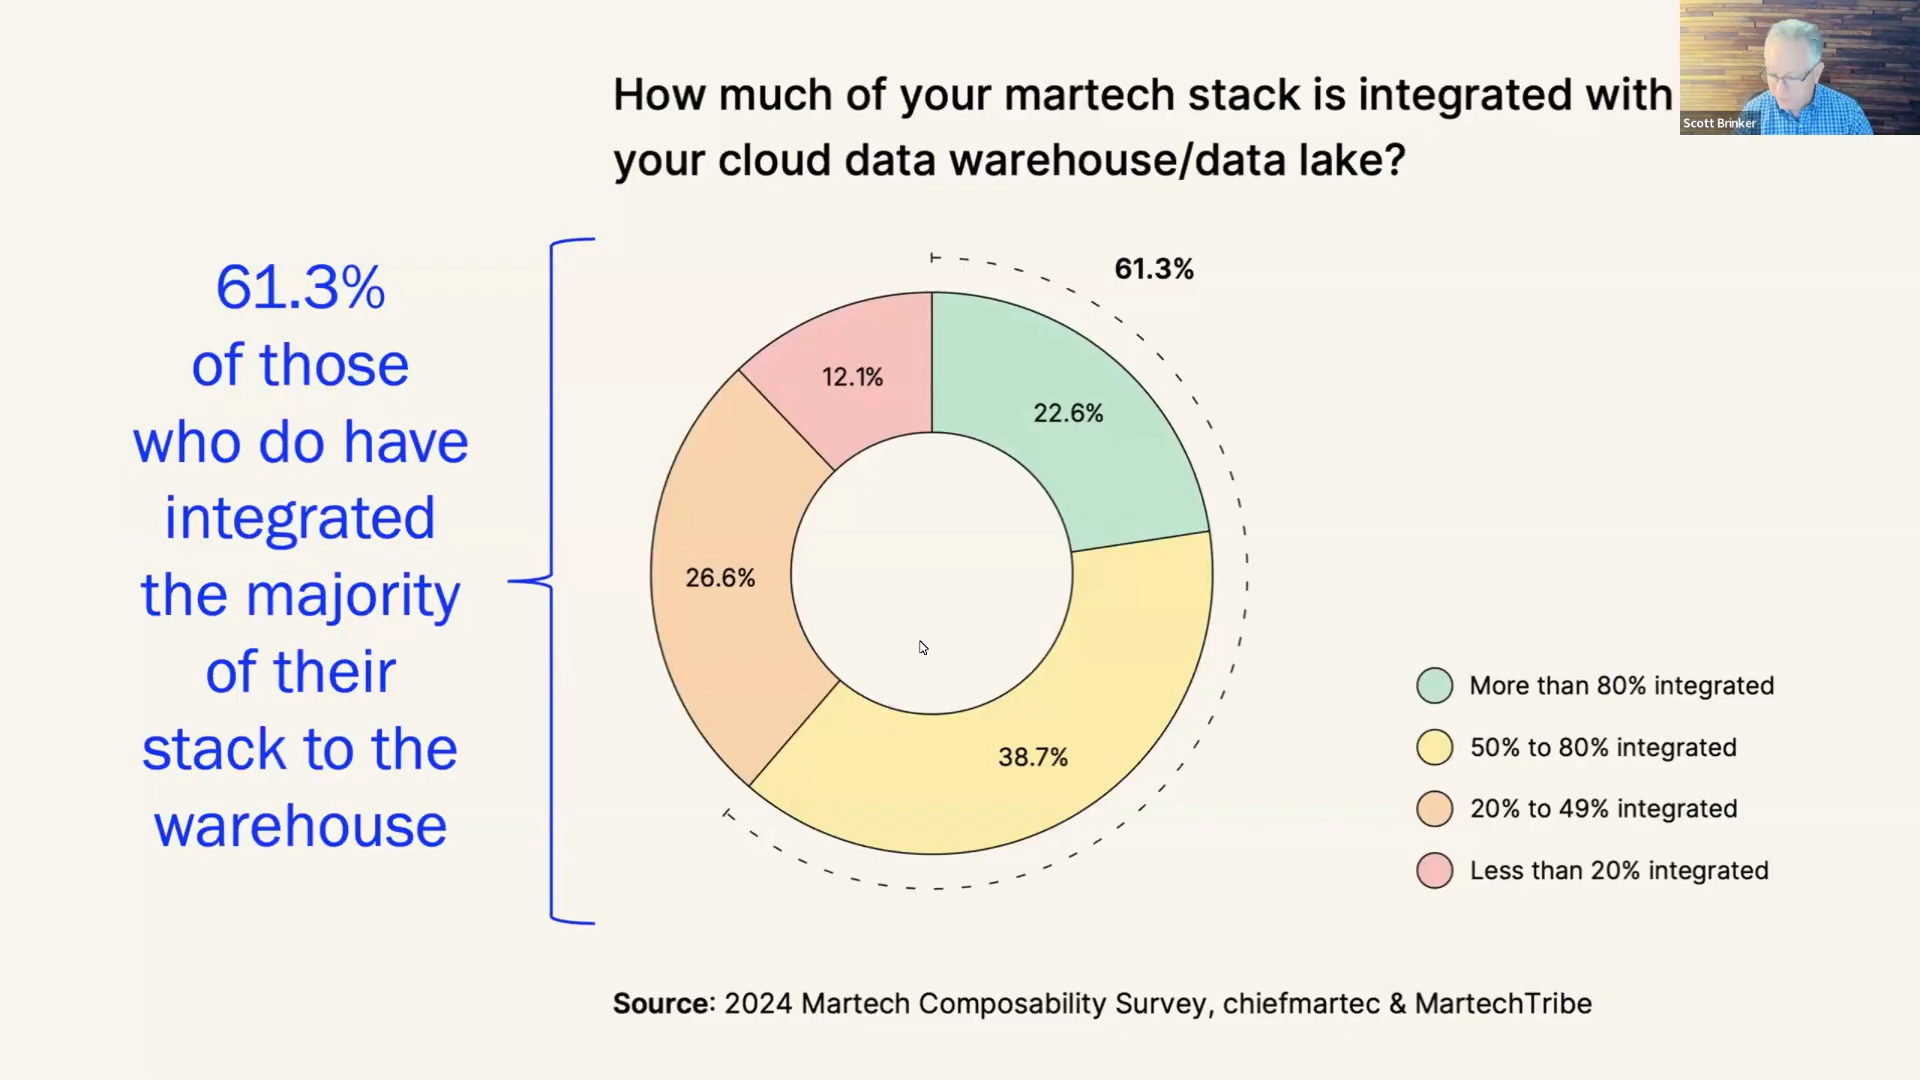 How much of your martech stack is integrated with
your cloud data warehouse/data lake?
Scott Brinker
61.3%
of those
who do have
integrated
the majority
of their
stack to the
warehouse
61.3%
12.1%
22.6%
26.6%
38.7%
More than 80% integrated
50% to 80% integrated
20% to 49% integrated
Less than 20% integrated
Source: 2024 Martech Composability Survey, chiefmartec & MartechTribe